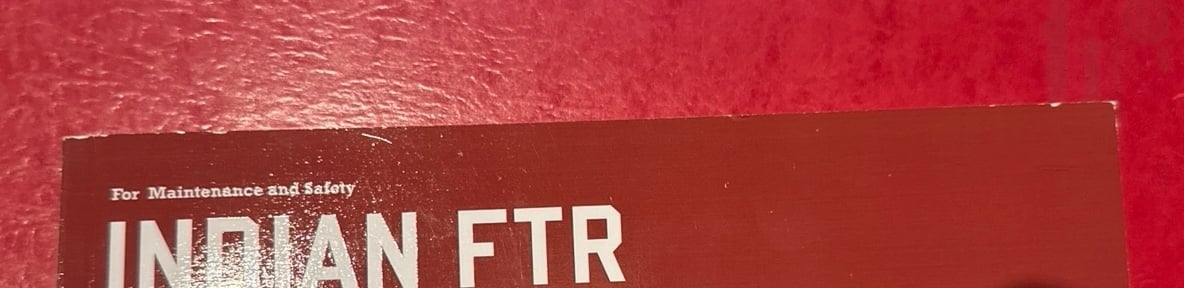 For Maintenance and Safety
INDIAN FTR